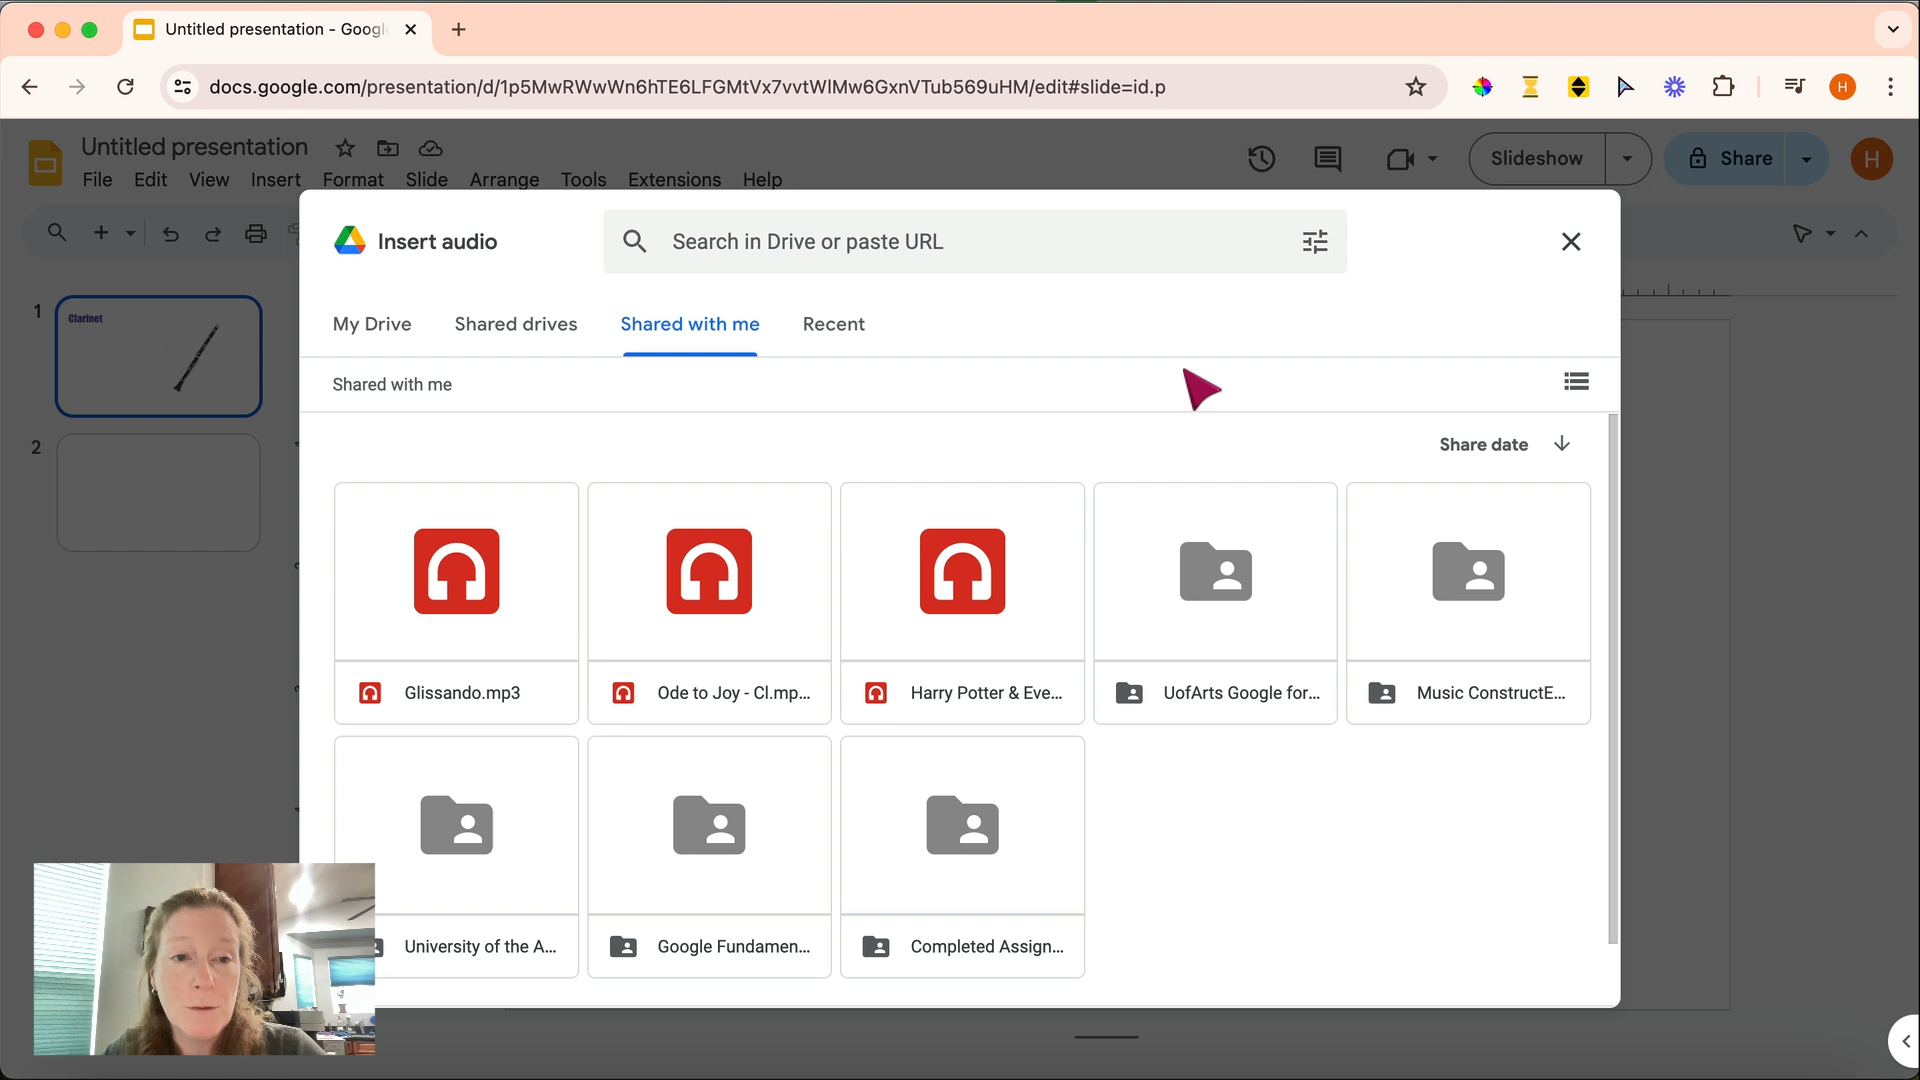 Untitled presentation - Googl
docs.google.com/presentation/d/1p5MwRWwWn6hTE6LFGMtVx7vvtWlMw6GxnVTub569uHM/edit#slide=id.p
H
Untitled presentation
File Edit View Insert Format Slide Arrange Tools Extensions Help
Slideshow
Share
H
Insert audio
Search in Drive or paste URL
My Drive
Shared drives
Shared with me
Recent
Shared with me
Share date
1
Clarinet
2
Glissando.mp3
Ode to Joy - Cl.mp...
Harry Potter & Eve...
UofArts Google for...
Music ConstructE...
University of the A...
Google Fundamen...
Completed Assign...